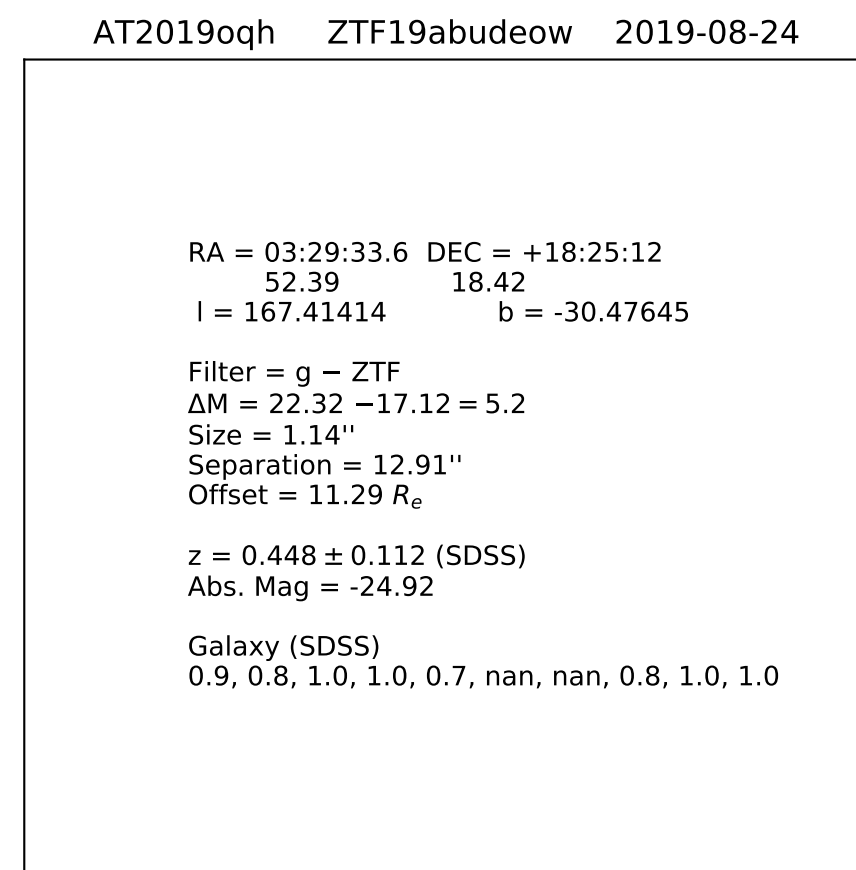 AT2019oqh ZTF19abudeow 2019-08-24
RA = 03:29:33.6 DEC = +18:25:12
52.39 18.42
l = 167.41414 b = -30.47645
Filter = g − ZTF
ΔM = 22.32 −17.12 = 5.2
Size = 1.14''
Separation = 12.91''
Offset = 11.29 Rₑ
z = 0.448 ± 0.112 (SDSS)
Abs. Mag = -24.92
Galaxy (SDSS)
0.9, 0.8, 1.0, 1.0, 0.7, nan, nan, 0.8, 1.0, 1.0